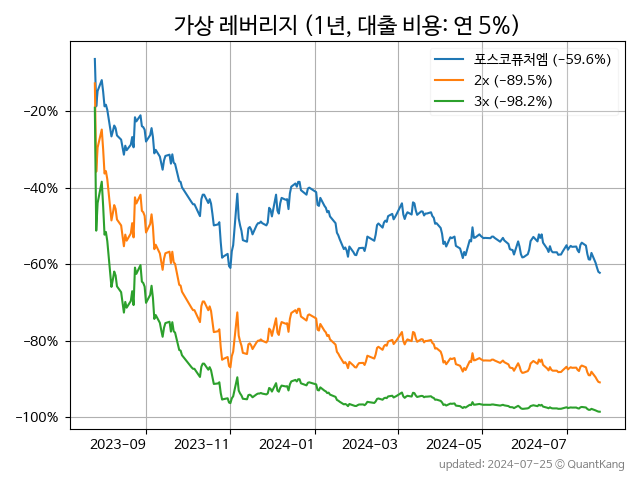 가상 레버리지 (1년, 대출 비용: 연 5%)
포스코퓨처엠 (−59.6%)
2x (−89.5%)
3x (−98.2%)
−20%
−40%
−60%
−80%
−100%
2023-09 2023-11 2024-01 2024-03 2024-05 2024-07
updated: 2024-07-25 © QuantKang